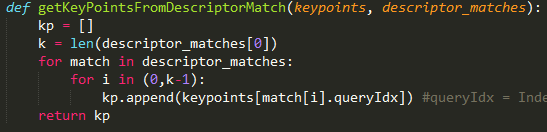 def getKeyPointsFromDescriptorMatch(keypoints, descriptor_matches):
    kp = []
    k = len(descriptor_matches[0])
    for match in descriptor_matches:
        for i in (0,k-1):
            kp.append(keypoints[match[i].queryIdx]) #queryIdx = Inde
    return kp